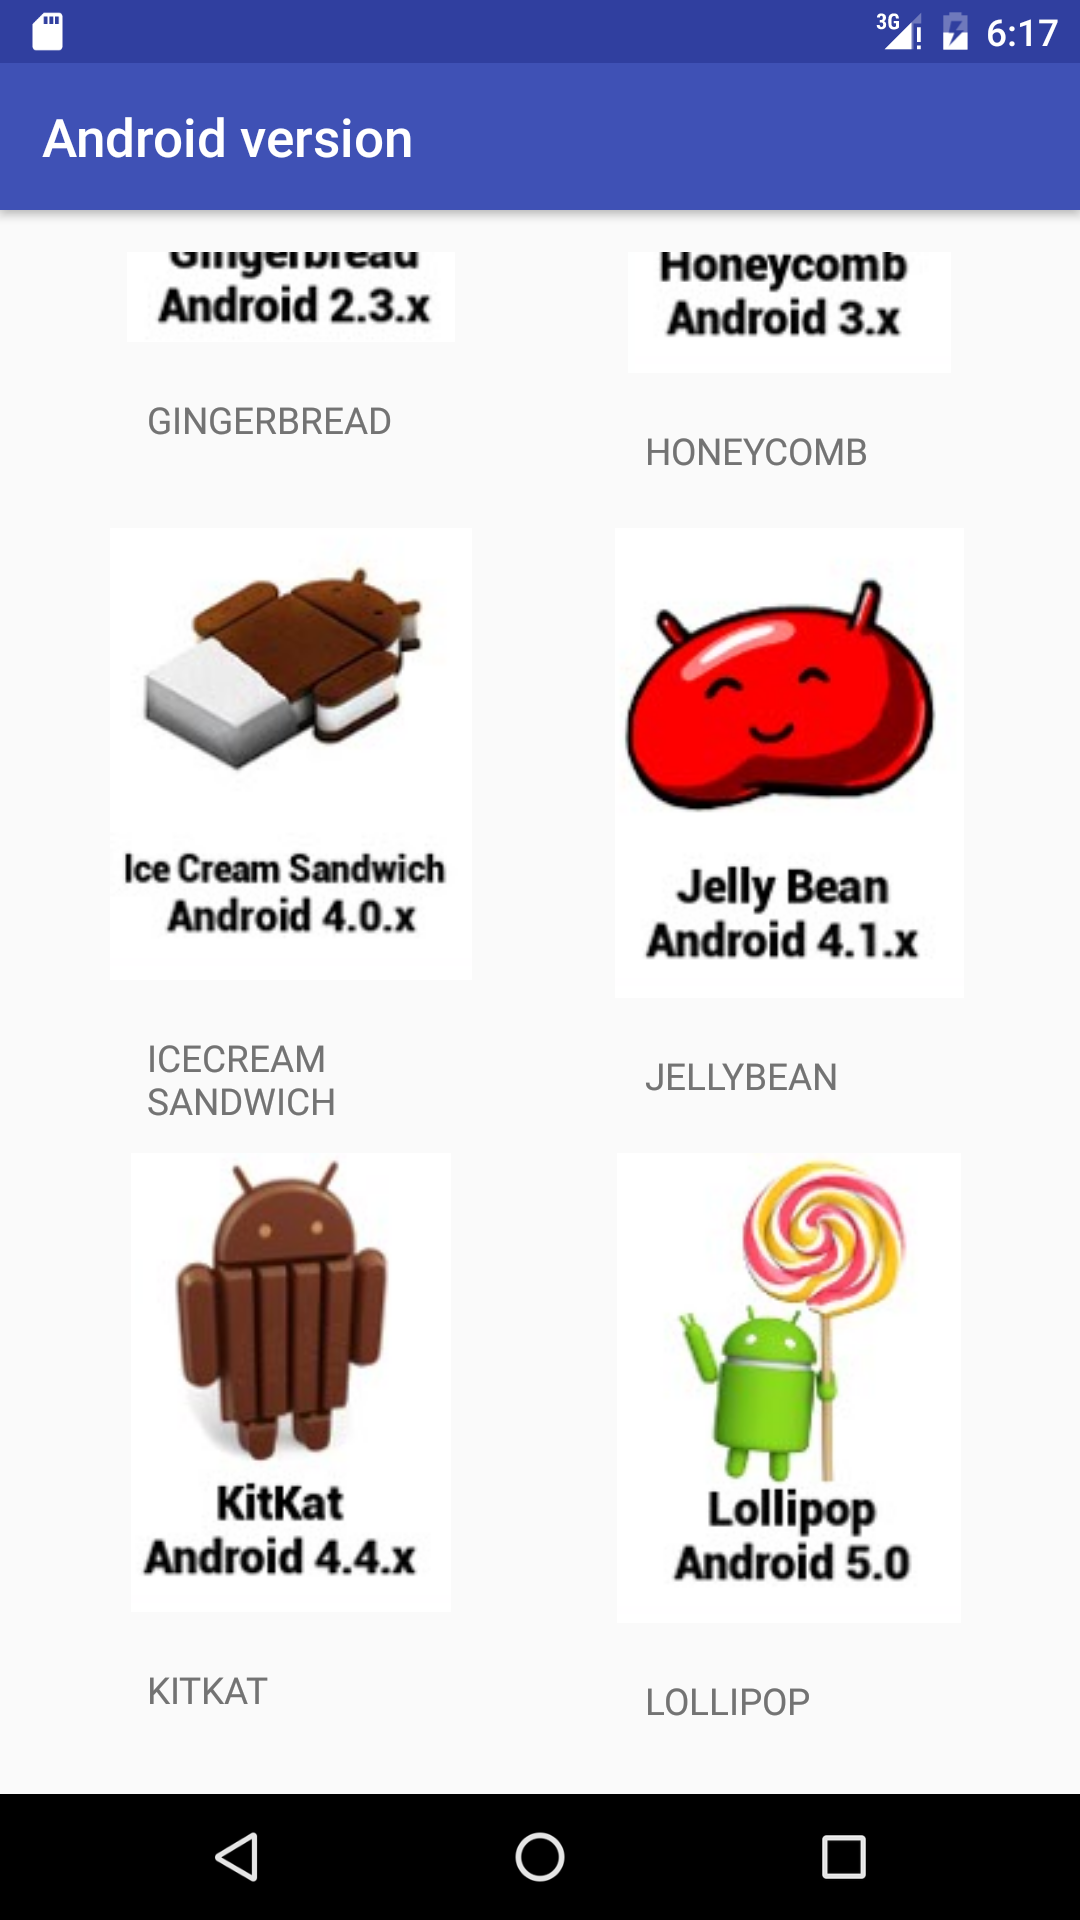 3G 6:17
Android version
Gingerbread
Android 2.3.x
GINGERBREAD
Honeycomb
Android 3.x
HONEYCOMB
Ice Cream Sandwich
Android 4.0.x
ICECREAM
SANDWICH
Jelly Bean
Android 4.1.x
JELLYBEAN
KitKat
Android 4.4.x
KITKAT
Lollipop
Android 5.0
LOLLIPOP